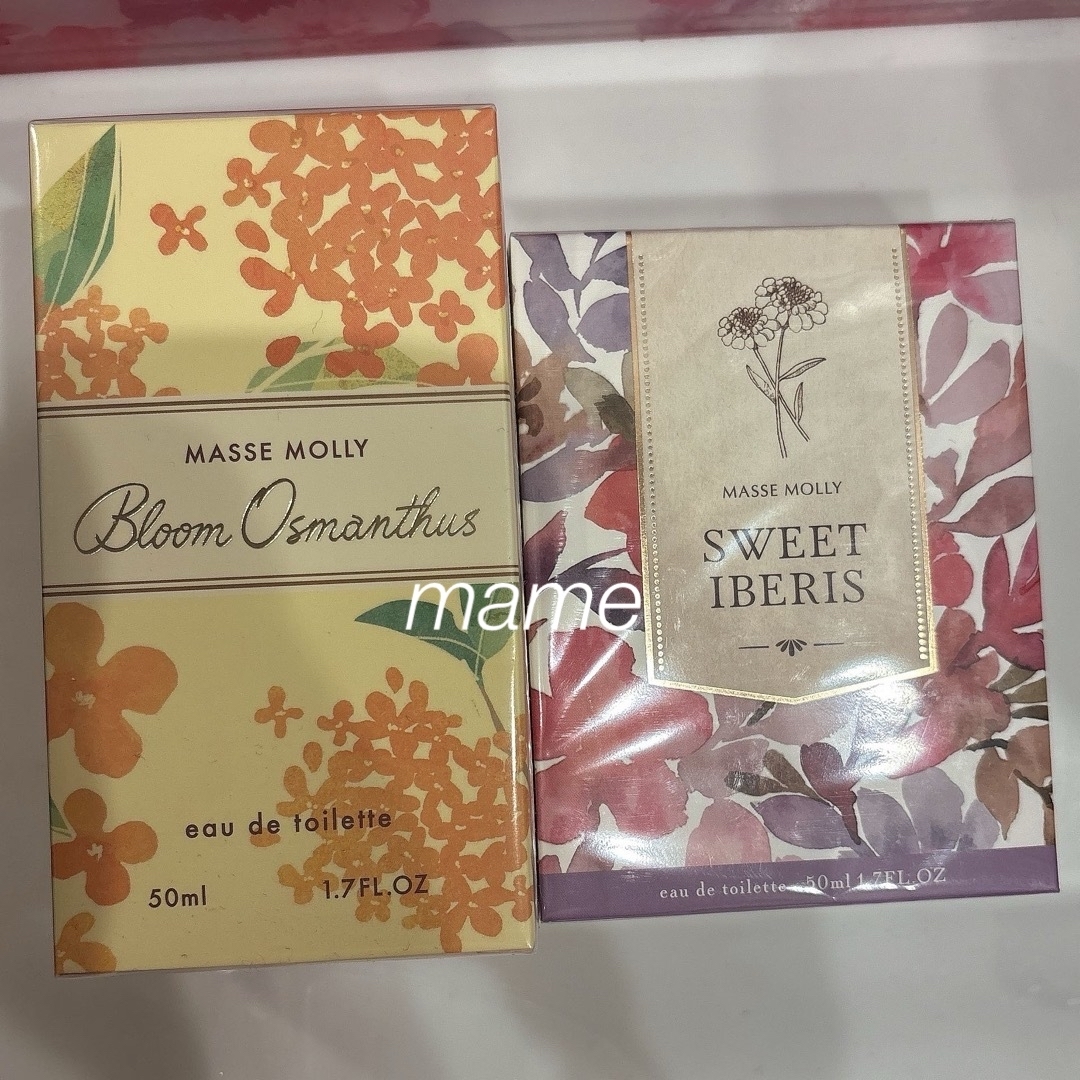 MASSE MOLLY
Bloom Osmanthus
eau de toilette
50ml 1.7FL.OZ
mame
MASSE MOLLY
SWEET
IBERIS
eau de toilette 50ml 1.7FL.OZ